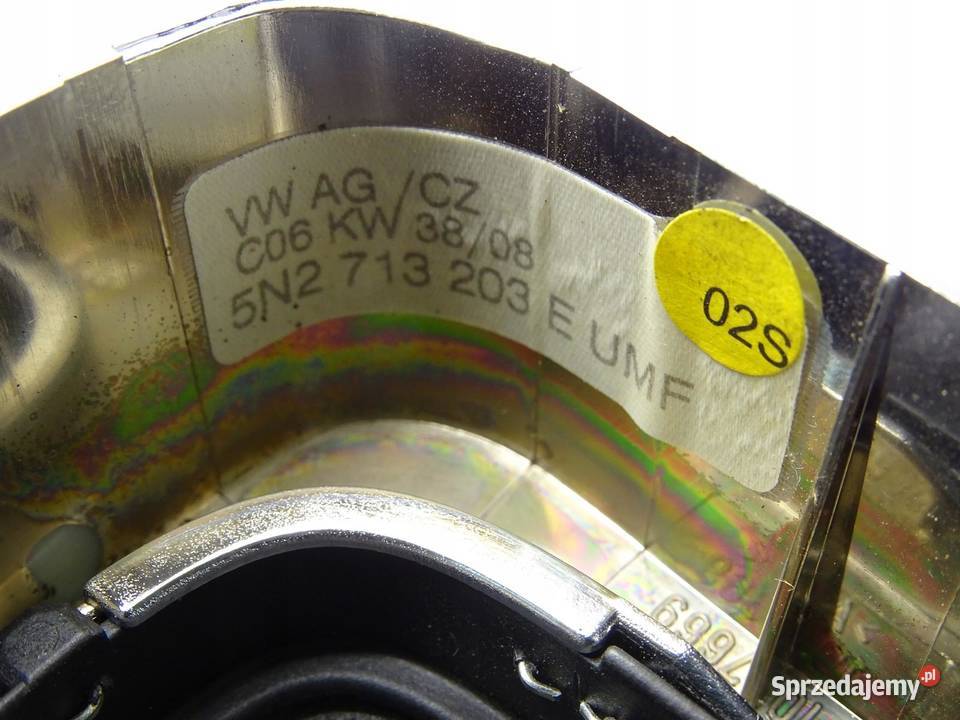 VW AG/CZ
C06 KW 38/08
5N2 713 203 E UMF
02S
Sprzedajemy.pl